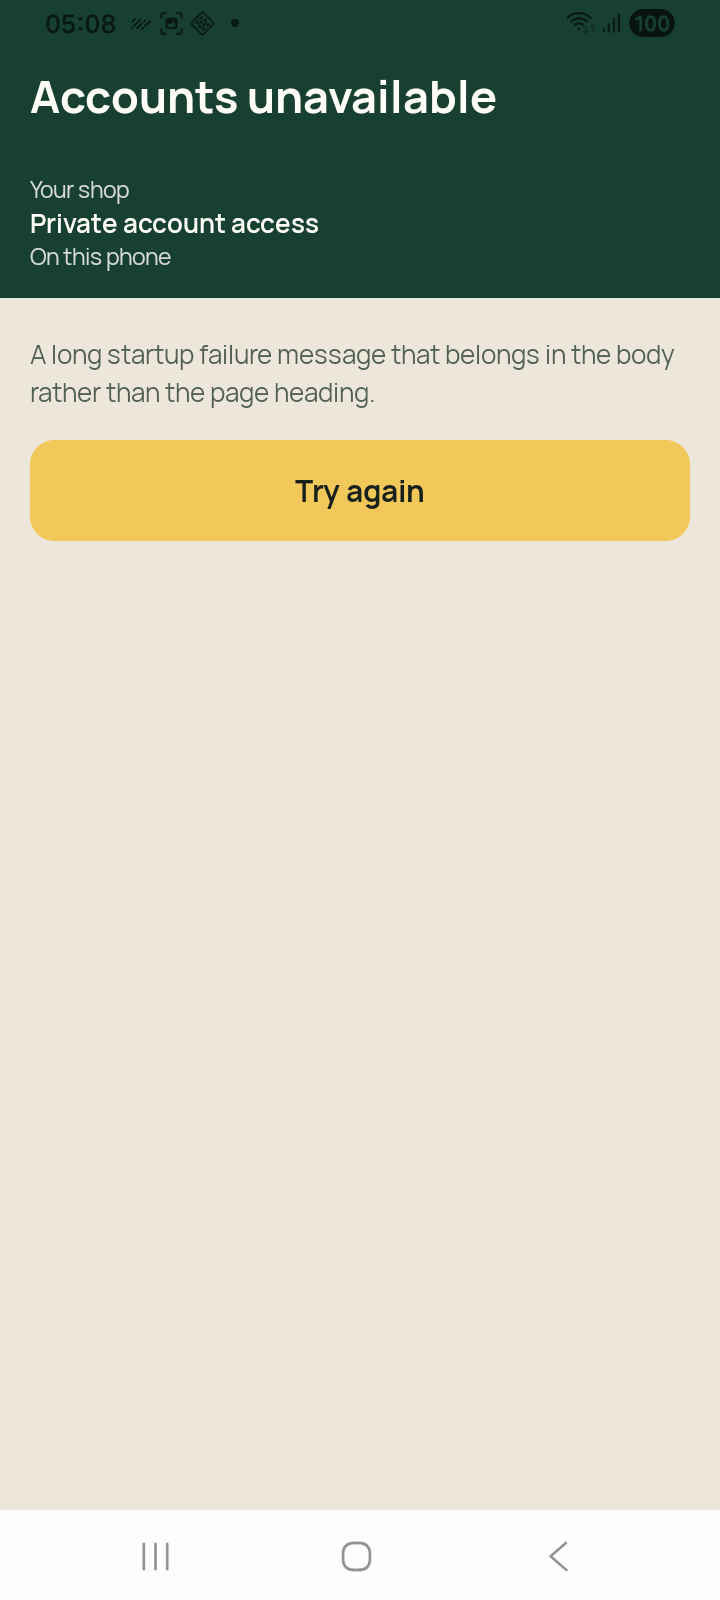 05:08
100
Accounts unavailable
Your shop
Private account access
On this phone
A long startup failure message that belongs in the body
rather than the page heading.
Try again